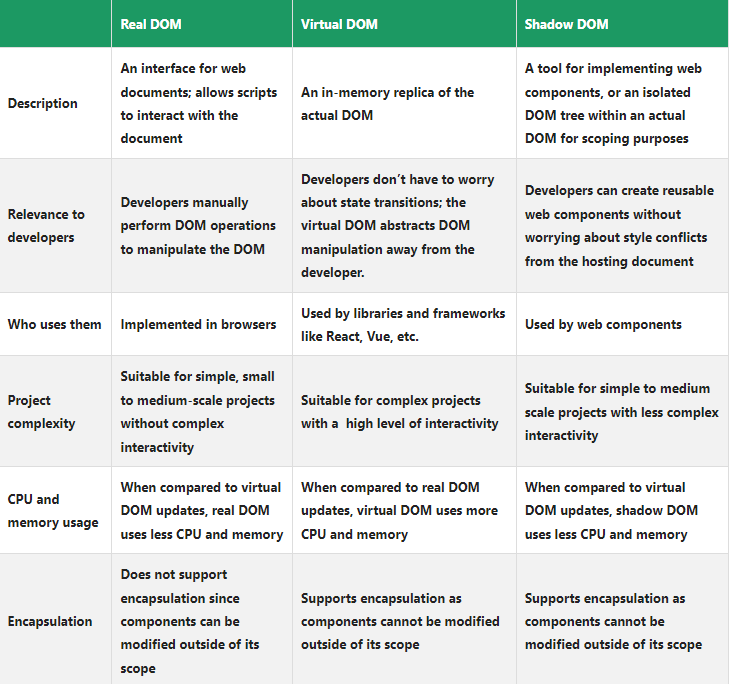 Real DOM
Virtual DOM
Shadow DOM
Description
An interface for web
documents; allows scripts
to interact with the
document
An in-memory replica of the
actual DOM
A tool for implementing web
components, or an isolated
DOM tree within an actual
DOM for scoping purposes
Relevance to
developers
Developers manually
perform DOM operations
to manipulate the DOM
Developers don’t have to worry
about state transitions; the
virtual DOM abstracts DOM
manipulation away from the
developer.
Developers can create reusable
web components without
worrying about style conflicts
from the hosting document
Who uses them
Implemented in browsers
Used by libraries and frameworks
like React, Vue, etc.
Used by web components
Project
complexity
Suitable for simple, small
to medium-scale projects
without complex
interactivity
Suitable for complex projects
with a  high level of interactivity
Suitable for simple to medium
scale projects with less complex
interactivity
CPU and
memory usage
When compared to virtual
DOM updates, real DOM
uses less CPU and memory
When compared to real DOM
updates, virtual DOM uses more
CPU and memory
When compared to virtual
DOM updates, shadow DOM
uses less CPU and memory
Encapsulation
Does not support
encapsulation since
components can be
modified outside of its
scope
Supports encapsulation as
components cannot be modified
outside of its scope
Supports encapsulation as
components cannot be
modified outside of its scope